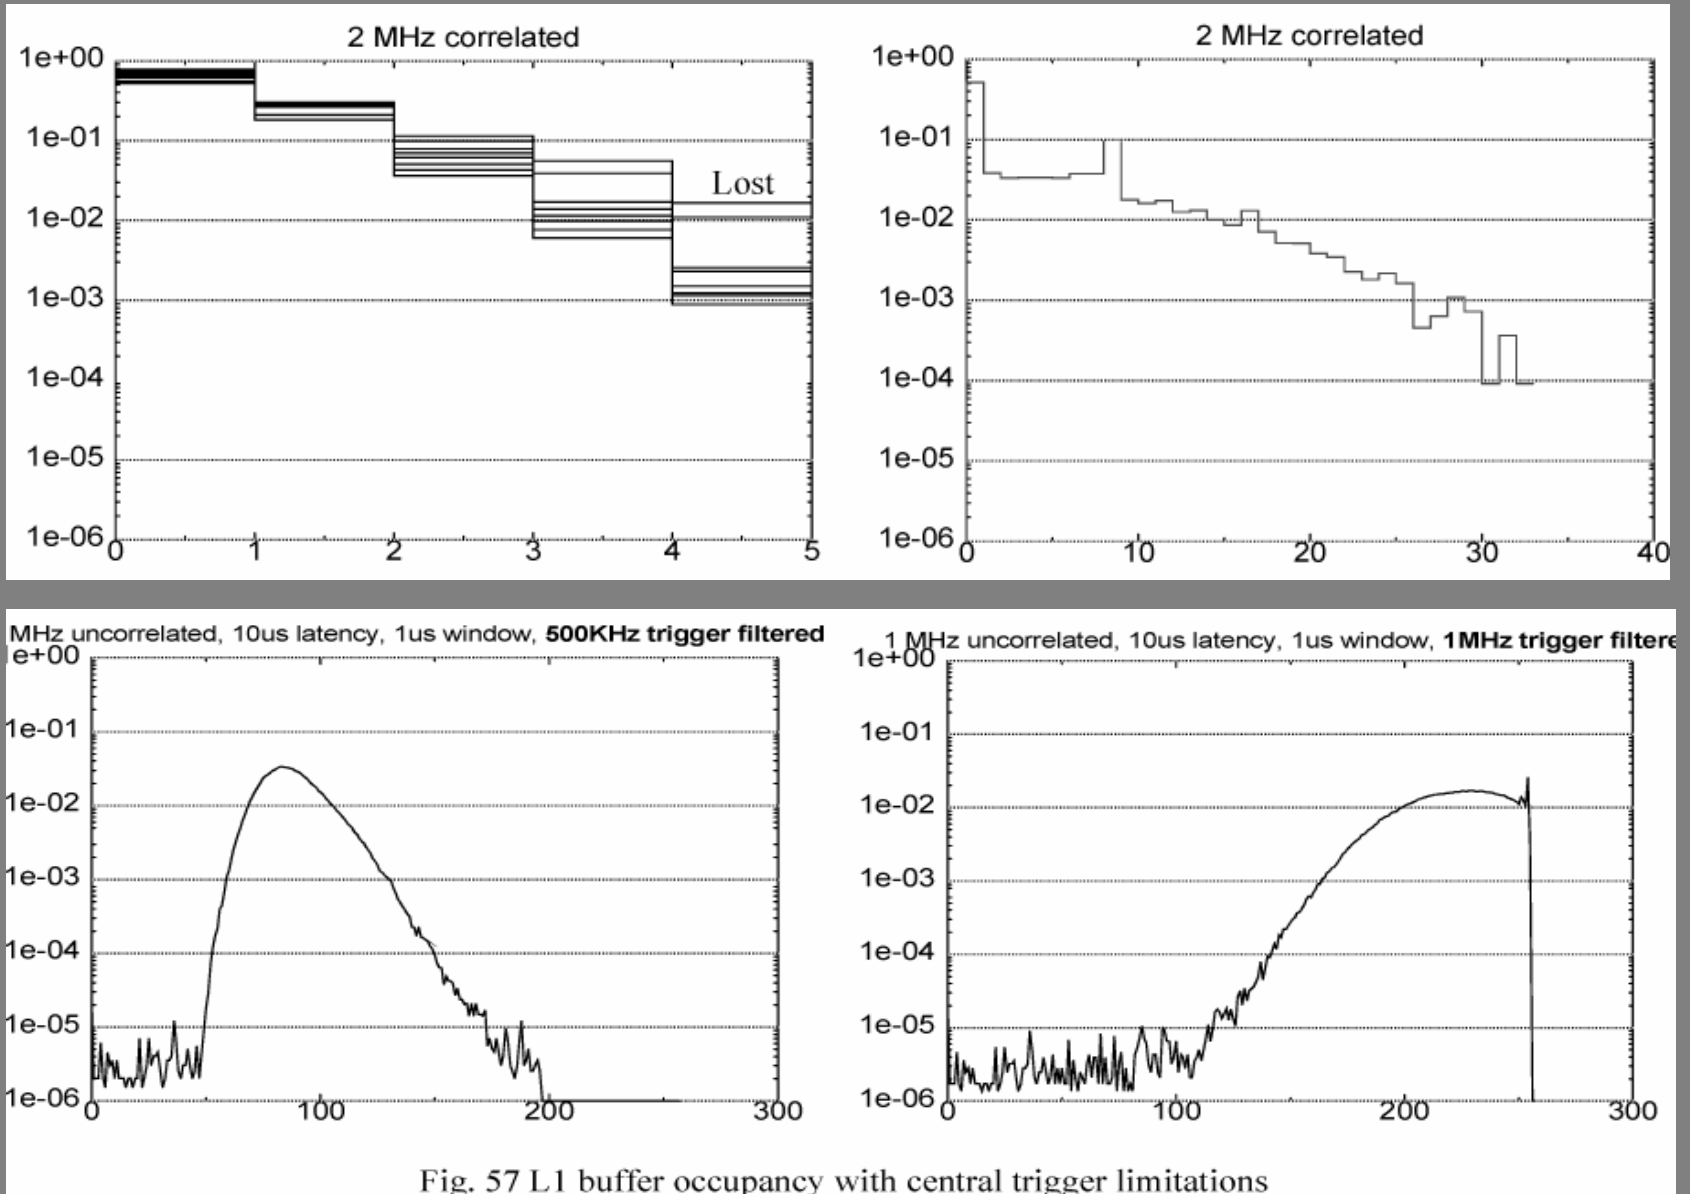 2 MHz correlated
1e+00
1e-01
1e-02
1e-03
1e-04
1e-05
1e-06
0 1 2 3 4 5
Lost
2 MHz correlated
1e+00
1e-01
1e-02
1e-03
1e-04
1e-05
1e-06
0 10 20 30 40
MHz uncorrelated, 10us latency, 1us window, 500KHz trigger filtered
e+00
1e-01
1e-02
1e-03
1e-04
1e-05
1e-06
0 100 200 300
1 MHz uncorrelated, 10us latency, 1us window, 1MHz trigger filtere
1e+00
1e-01
1e-02
1e-03
1e-04
1e-05
1e-06
0 100 200 300
Fig. 57 L1 buffer occupancy with central trigger limitations